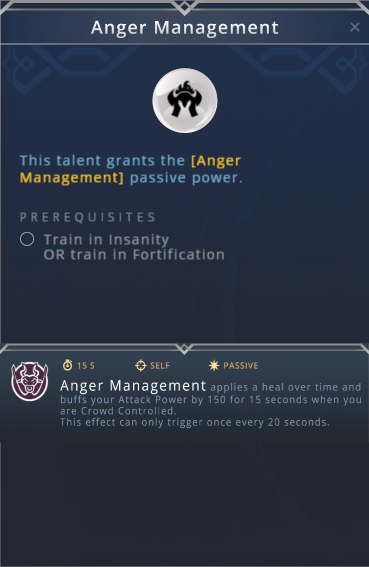 Anger Management
This talent grants the [Anger
Management] passive power.
PREREQUISITES
Train in Insanity
OR train in Fortification
15 S SELF PASSIVE
Anger Management applies a heal over time and
buffs your Attack Power by 150 for 15 seconds when you
are Crowd Controlled.
This effect can only trigger once every 20 seconds.